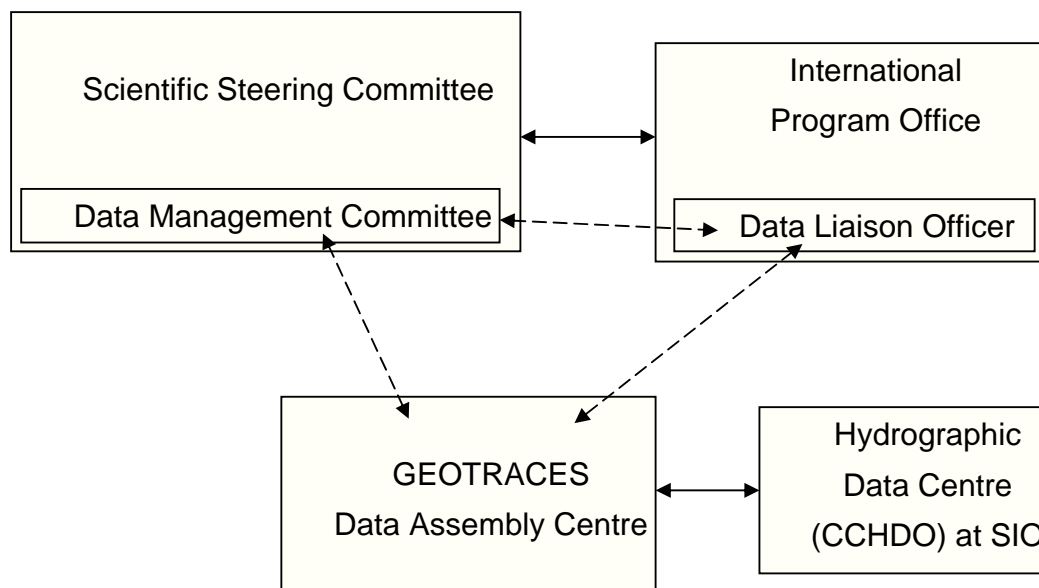 Scientific Steering Committee
Data Management Committee
International
Program Office
Data Liaison Officer
GEOTRACES
Data Assembly Centre
Hydrographic
Data Centre
(CCHDO) at SIO